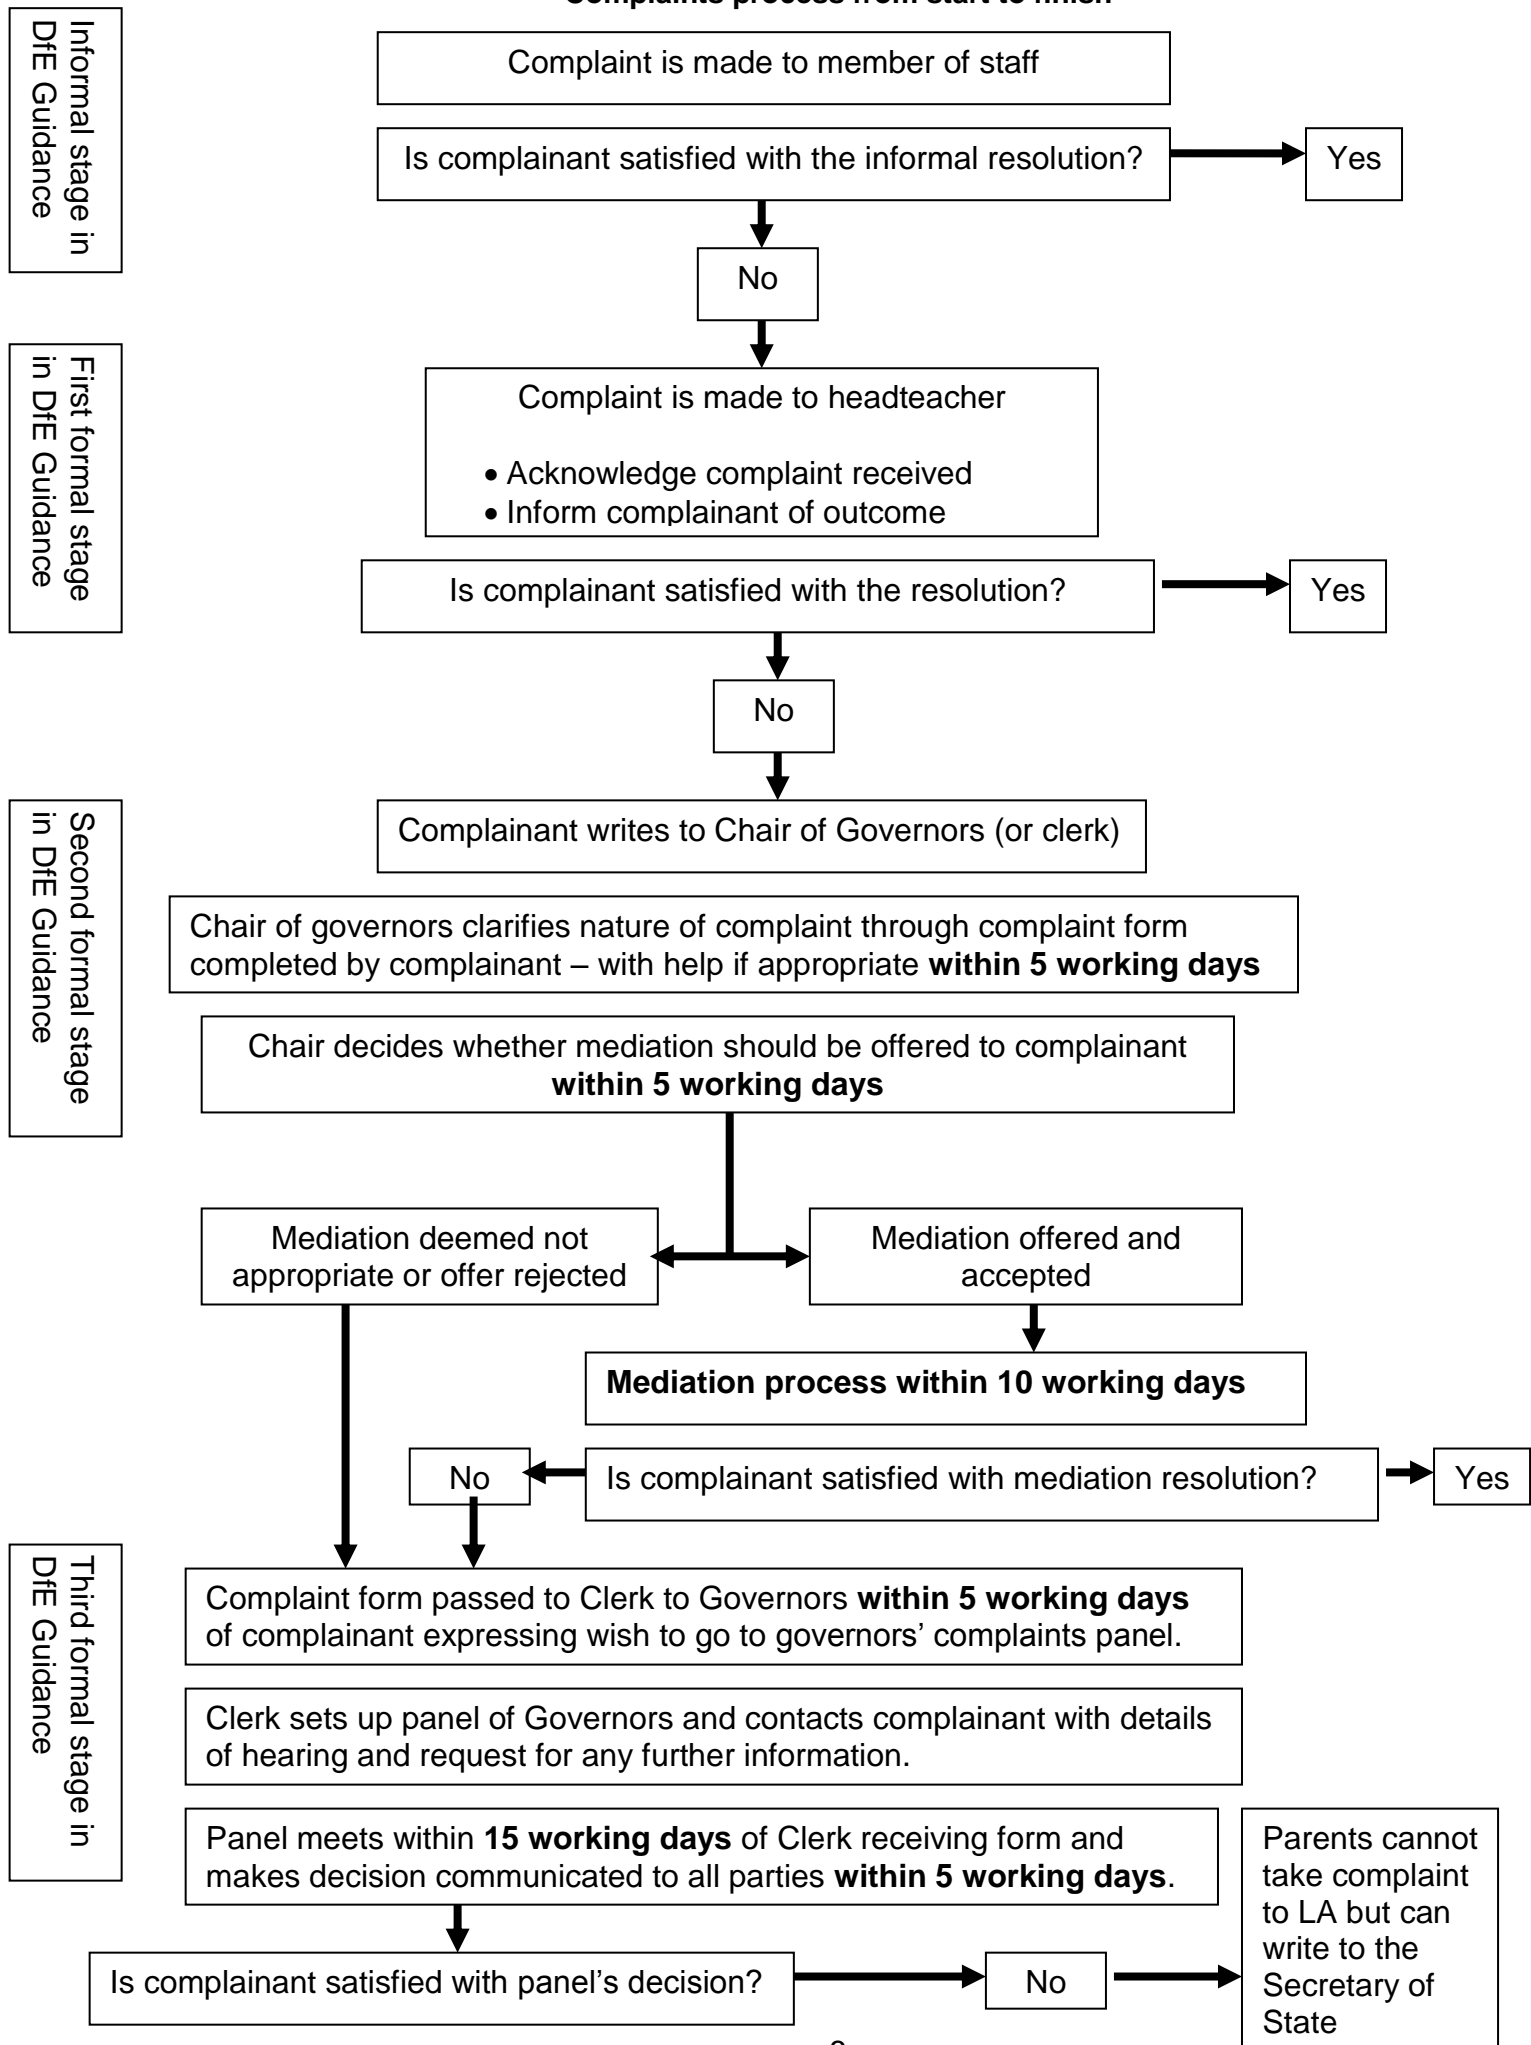 Complaints process from start to finish
Informal stage in
DfE Guidance
Complaint is made to member of staff
Is complainant satisfied with the informal resolution?
Yes
No
First formal stage
in DfE Guidance
Complaint is made to headteacher
• Acknowledge complaint received
• Inform complainant of outcome
Is complainant satisfied with the resolution?
Yes
No
Second formal stage
in DfE Guidance
Complainant writes to Chair of Governors (or clerk)
Chair of governors clarifies nature of complaint through complaint form
completed by complainant – with help if appropriate within 5 working days
Chair decides whether mediation should be offered to complainant
within 5 working days
Mediation deemed not
appropriate or offer rejected
Mediation offered and
accepted
Mediation process within 10 working days
No
Is complainant satisfied with mediation resolution?
Yes
Third formal stage in
DfE Guidance
Complaint form passed to Clerk to Governors within 5 working days
of complainant expressing wish to go to governors’ complaints panel.
Clerk sets up panel of Governors and contacts complainant with details
of hearing and request for any further information.
Panel meets within 15 working days of Clerk receiving form and
makes decision communicated to all parties within 5 working days.
Is complainant satisfied with panel’s decision?
No
Parents cannot
take complaint
to LA but can
write to the
Secretary of
State